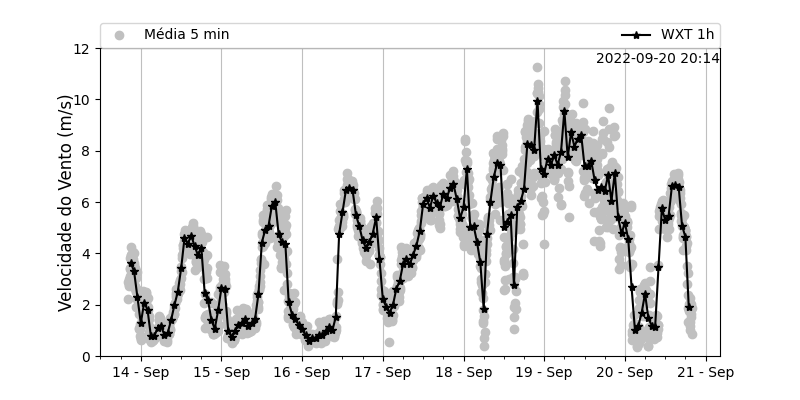 Média 5 min
WXT 1h
2022-09-20 20:14
Velocidade do Vento (m/s)
12
10
8
6
4
2
0
14 - Sep
15 - Sep
16 - Sep
17 - Sep
18 - Sep
19 - Sep
20 - Sep
21 - Sep